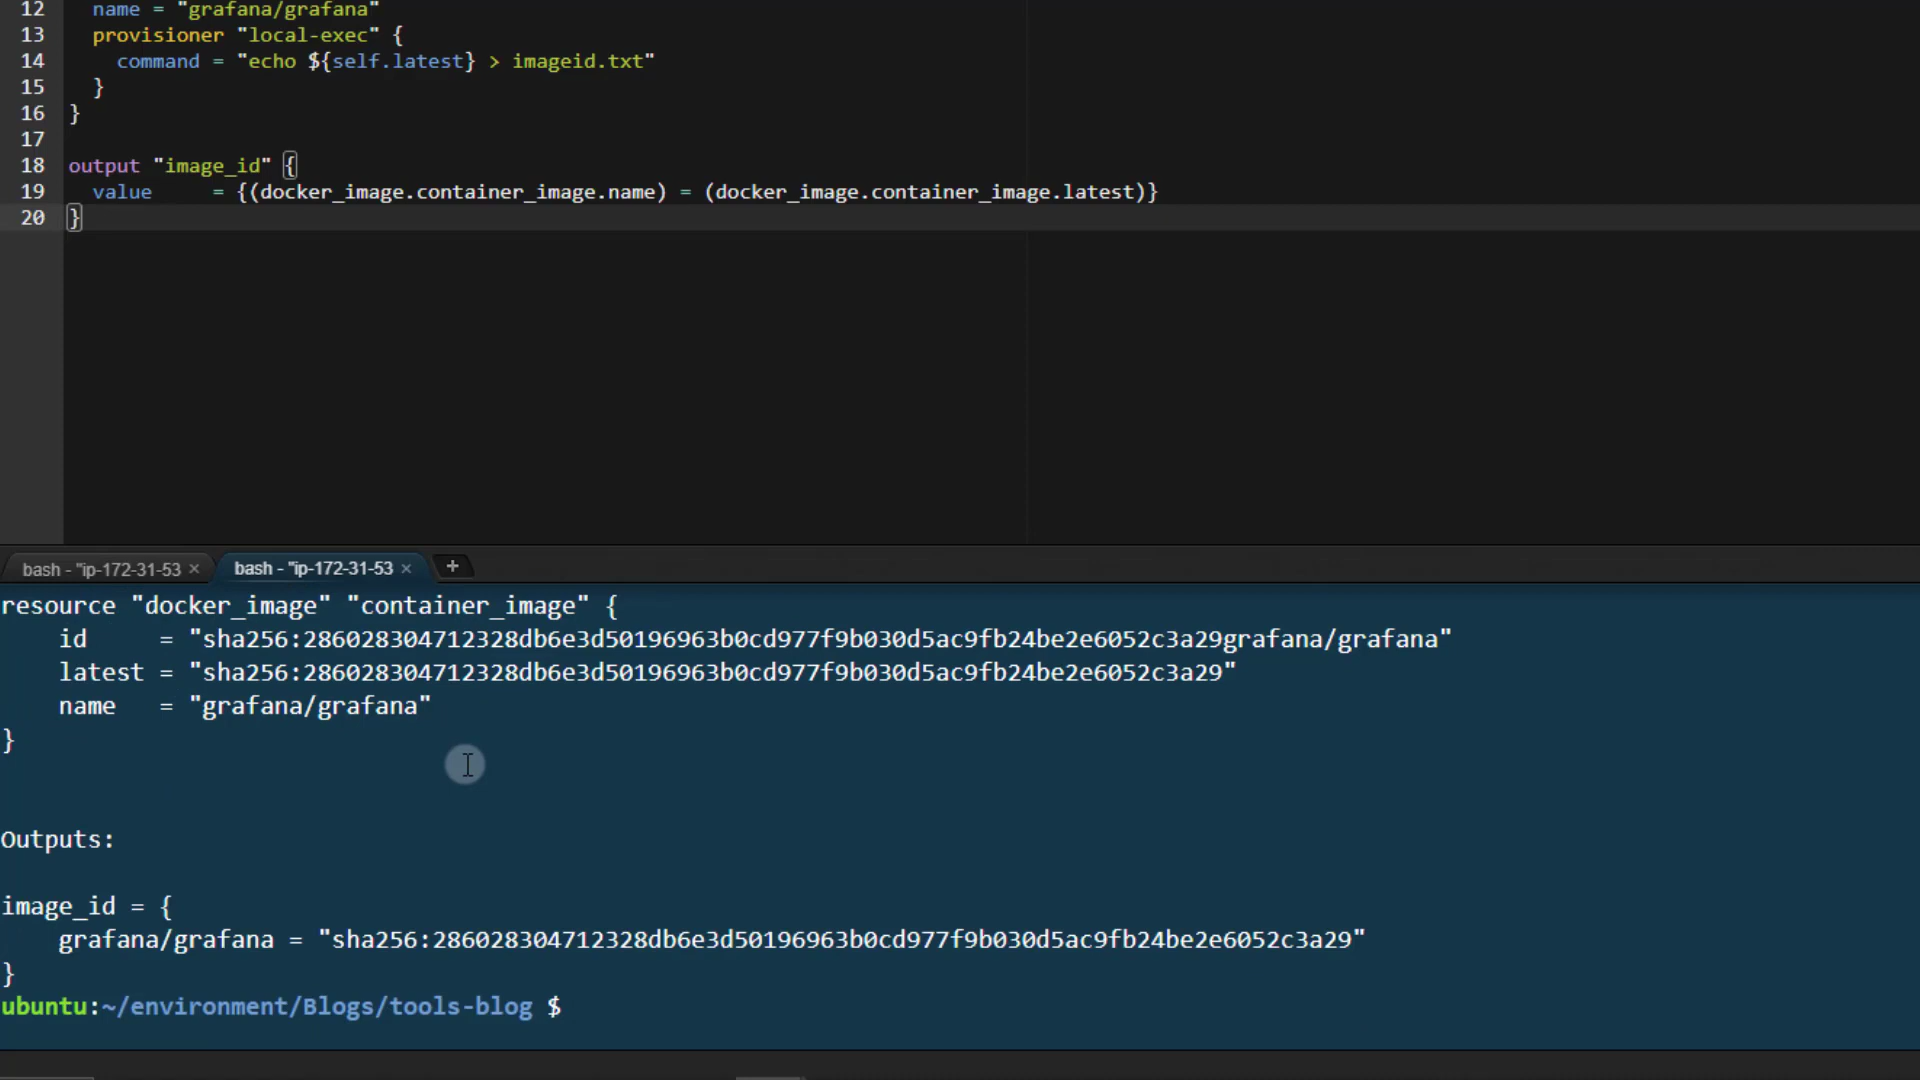 12 name = "grafana/grafana"
13 provisioner "local-exec" {
14 command = "echo ${self.latest} > imageid.txt"
15 }
16 }
17
18 output "image_id" {
19 value = {(docker_image.container_image.name) = (docker_image.container_image.latest)}
20 }
bash - "ip-172-31-53 × bash - "ip-172-31-53 × +
resource "docker_image" "container_image" {
id = "sha256:286028304712328db6e3d50196963b0cd977f9b030d5ac9fb24be2e6052c3a29grafana/grafana"
latest = "sha256:286028304712328db6e3d50196963b0cd977f9b030d5ac9fb24be2e6052c3a29"
name = "grafana/grafana"
}
Outputs:
image_id = {
grafana/grafana = "sha256:286028304712328db6e3d50196963b0cd977f9b030d5ac9fb24be2e6052c3a29"
}
ubuntu:~/environment/Blogs/tools-blog $